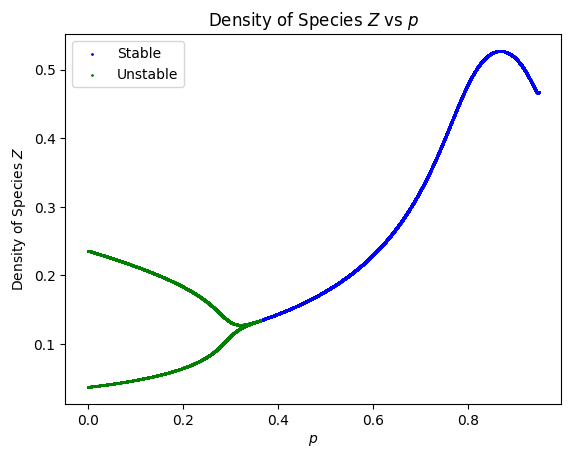 Density of Species Z vs p
Stable
Unstable
Density of Species Z
0.5
0.4
0.3
0.2
0.1
0.0
0.2
0.4
0.6
0.8
p